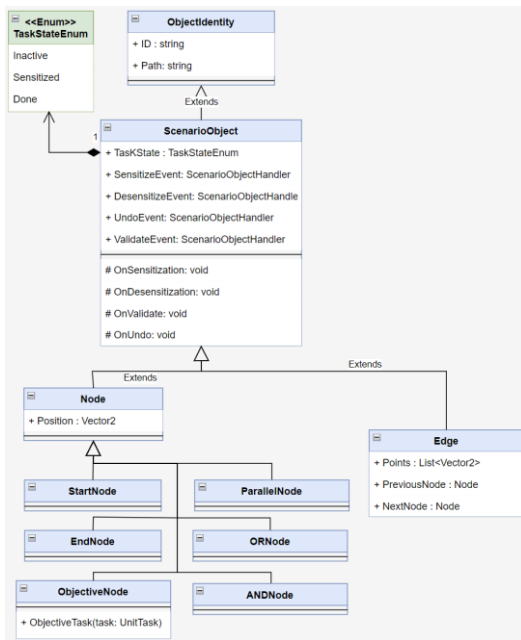 <<Enum>>
TaskStateEnum
Inactive
Sensitized
Done
ObjectIdentity
+ ID : string
+ Path: string
Extends
1
ScenarioObject
+ TasKState : TaskStateEnum
+ SensitizeEvent: ScenarioObjectHandler
+ DesensitizeEvent: ScenarioObjectHandle
+ UndoEvent: ScenarioObjectHandler
+ ValidateEvent: ScenarioObjectHandler
# OnSensitization: void
# OnDesensitization: void
# OnValidate: void
# OnUndo: void
Extends
Extends
Node
+ Position : Vector2
Edge
+ Points : List<Vector2>
+ PreviousNode : Node
+ NextNode : Node
StartNode
ParallelNode
EndNode
ORNode
ObjectiveNode
+ ObjectiveTask(task: UnitTask)
ANDNode